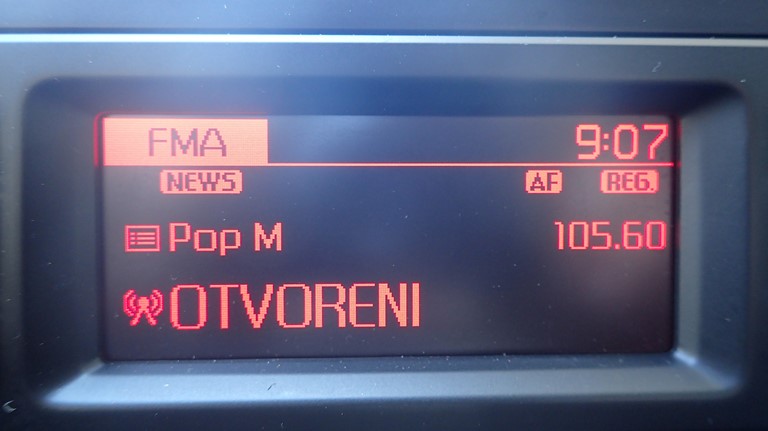 FMA 9:07
NEWS AF REG.
Pop M 105.60
OTVORENI